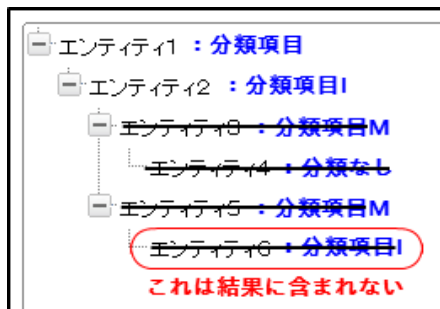 エンティティ1 ：分類項目
エンティティ2 ：分類項目I
エンティティ3 ：分類項目M
エンティティ4 ：分類なし
エンティティ5 ：分類項目M
エンティティ6 ：分類項目I
これは結果に含まれない